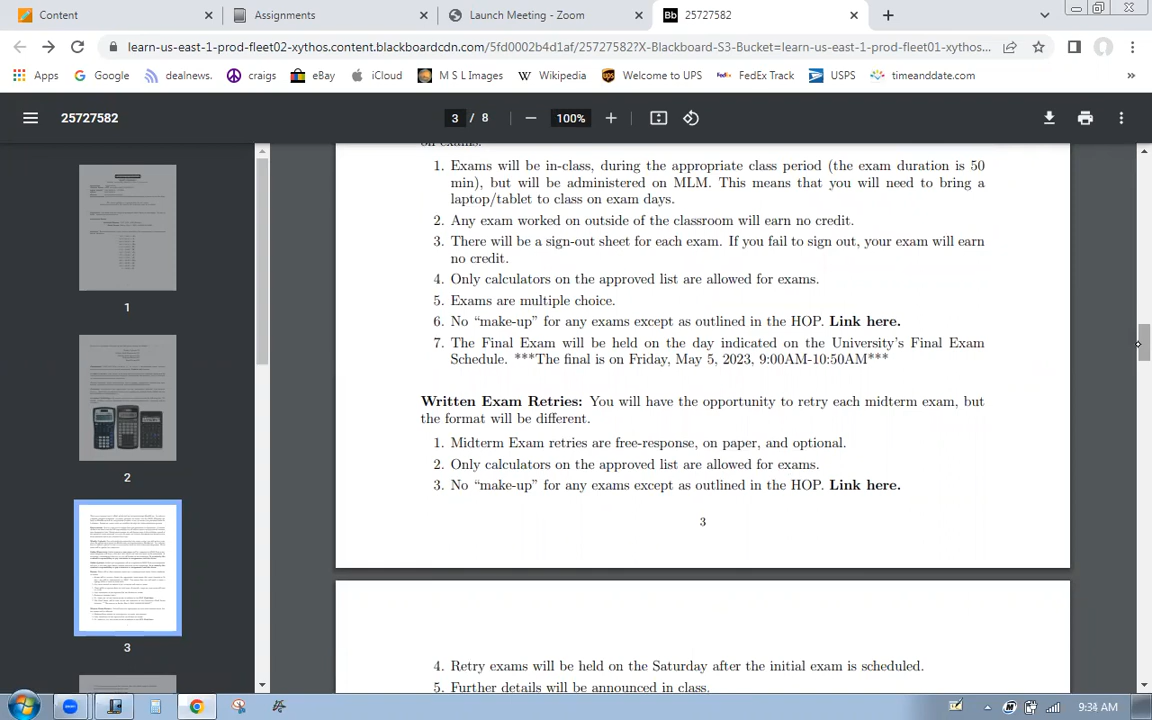 Content
Assignments
Launch Meeting - Zoom
Bb 25727582
learn-us-east-1-prod-fleet02-xythos.content.blackboardcdn.com/5fd0002b4d1af/25727582?X-Blackboard-S3-Bucket=learn-us-east-1-prod-fleet01-xythos...
Apps Google dealnews. craigs eBay iCloud M S L Images W Wikipedia Welcome to UPS FedEx FedEx Track USPS timeanddate.com »
25727582
3 / 8
100%
on exams.
1. Exams will be in-class, during the appropriate class period (the exam duration is 50
min), but will be administered on MLM. This means that you will need to bring a
laptop/tablet to class on exam days.
2. Any exam worked on outside of the classroom will earn no credit.
3. There will be a sign-out sheet for each exam. If you fail to sign out, your exam will earn
no credit.
4. Only calculators on the approved list are allowed for exams.
5. Exams are multiple choice.
6. No “make-up” for any exams except as outlined in the HOP. Link here.
7. The Final Exam will be held on the day indicated on the University’s Final Exam
Schedule. ***The final is on Friday, May 5, 2023, 9:00AM-10:50AM***
Written Exam Retries: You will have the opportunity to retry each midterm exam, but
the format will be different.
1. Midterm Exam retries are free-response, on paper, and optional.
2. Only calculators on the approved list are allowed for exams.
3. No “make-up” for any exams except as outlined in the HOP. Link here.
3
4. Retry exams will be held on the Saturday after the initial exam is scheduled.
5. Further details will be announced in class.
1
2
3
9:34 AM